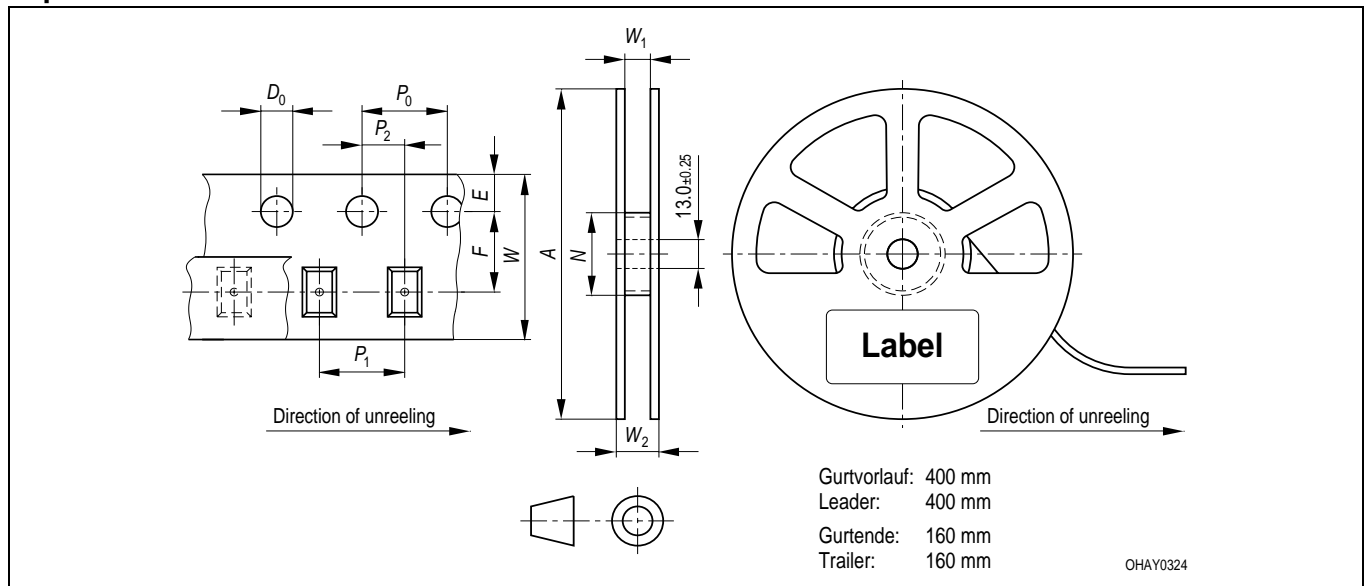 W₁
D₀
P₀
P₂
E
F
W
A
N
13.0±0.25
P₁
Label
Direction of unreeling
W₂
Direction of unreeling
Gurtvorlauf: 400 mm
Leader: 400 mm
Gurtende: 160 mm
Trailer: 160 mm
OHAY0324